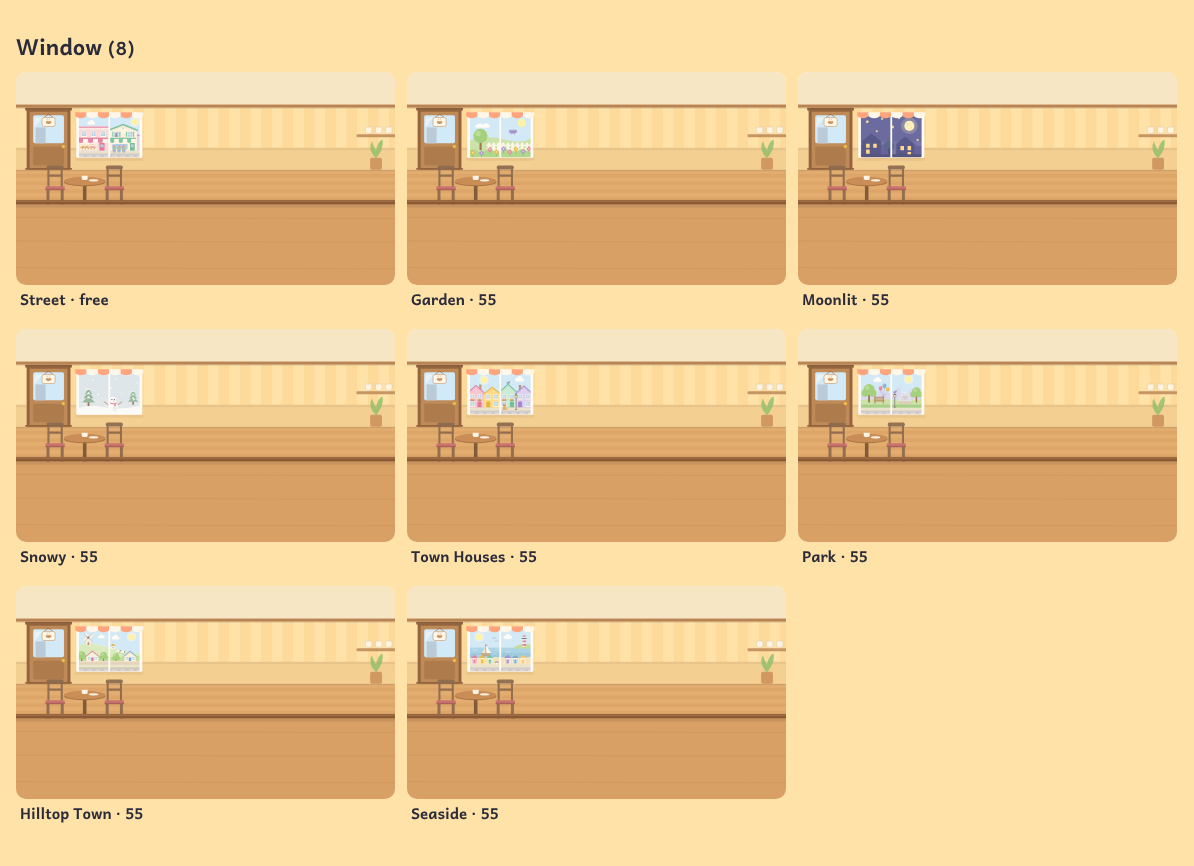 Window (8)
Street · free
Garden · 55
Moonlit · 55
Snowy · 55
Town Houses · 55
Park · 55
Hilltop Town · 55
Seaside · 55